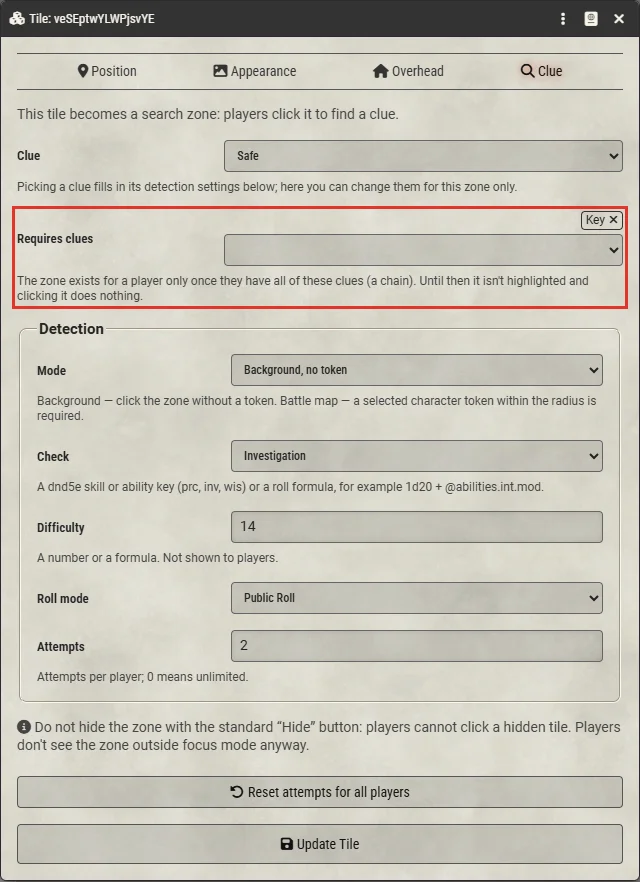 Tile: veSEptwYLWPjsvYE
Position Appearance Overhead Clue
This tile becomes a search zone: players click it to find a clue.
Clue Safe
Picking a clue fills in its detection settings below; here you can change them for this zone only.
Key
Requires clues
The zone exists for a player only once they have all of these clues (a chain). Until then it isn't highlighted and
clicking it does nothing.
Detection
Mode Background, no token
Background — click the zone without a token. Battle map — a selected character token within the radius is
required.
Check Investigation
A dnd5e skill or ability key (prc, inv, wis) or a roll formula, for example 1d20 + @abilities.int.mod.
Difficulty 14
A number or a formula. Not shown to players.
Roll mode Public Roll
Attempts 2
Attempts per player; 0 means unlimited.
Do not hide the zone with the standard “Hide” button: players cannot click a hidden tile. Players
don't see the zone outside focus mode anyway.
Reset attempts for all players
Update Tile